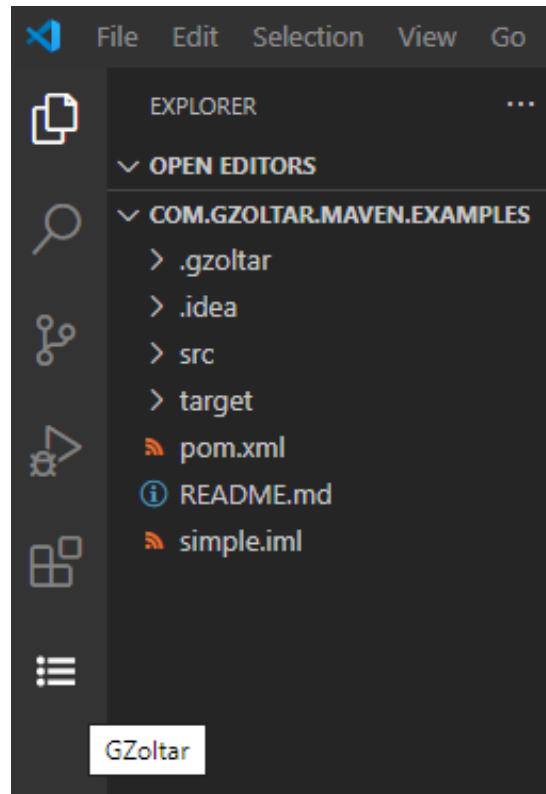 File Edit Selection View Go
EXPLORER ...
OPEN EDITORS
COM.GZOLTAR.MAVEN.EXAMPLES
.gzoltar
.idea
src
target
pom.xml
README.md
simple.iml
GZoltar